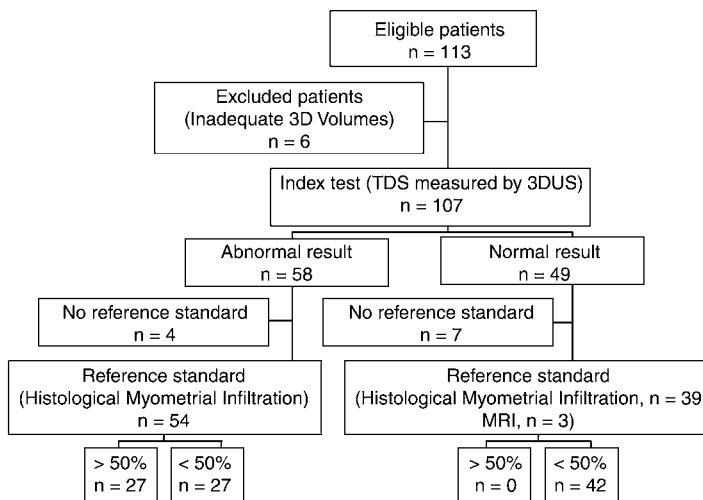 Eligible patients
n = 113
Excluded patients
(Inadequate 3D Volumes)
n = 6
Index test (TDS measured by 3DUS)
n = 107
Abnormal result
n = 58
Normal result
n = 49
No reference standard
n = 4
No reference standard
n = 7
Reference standard
(Histological Myometrial Infiltration)
n = 54
Reference standard
(Histological Myometrial Infiltration, n = 39
MRI, n = 3)
> 50%
n = 27
< 50%
n = 27
> 50%
n = 0
< 50%
n = 42